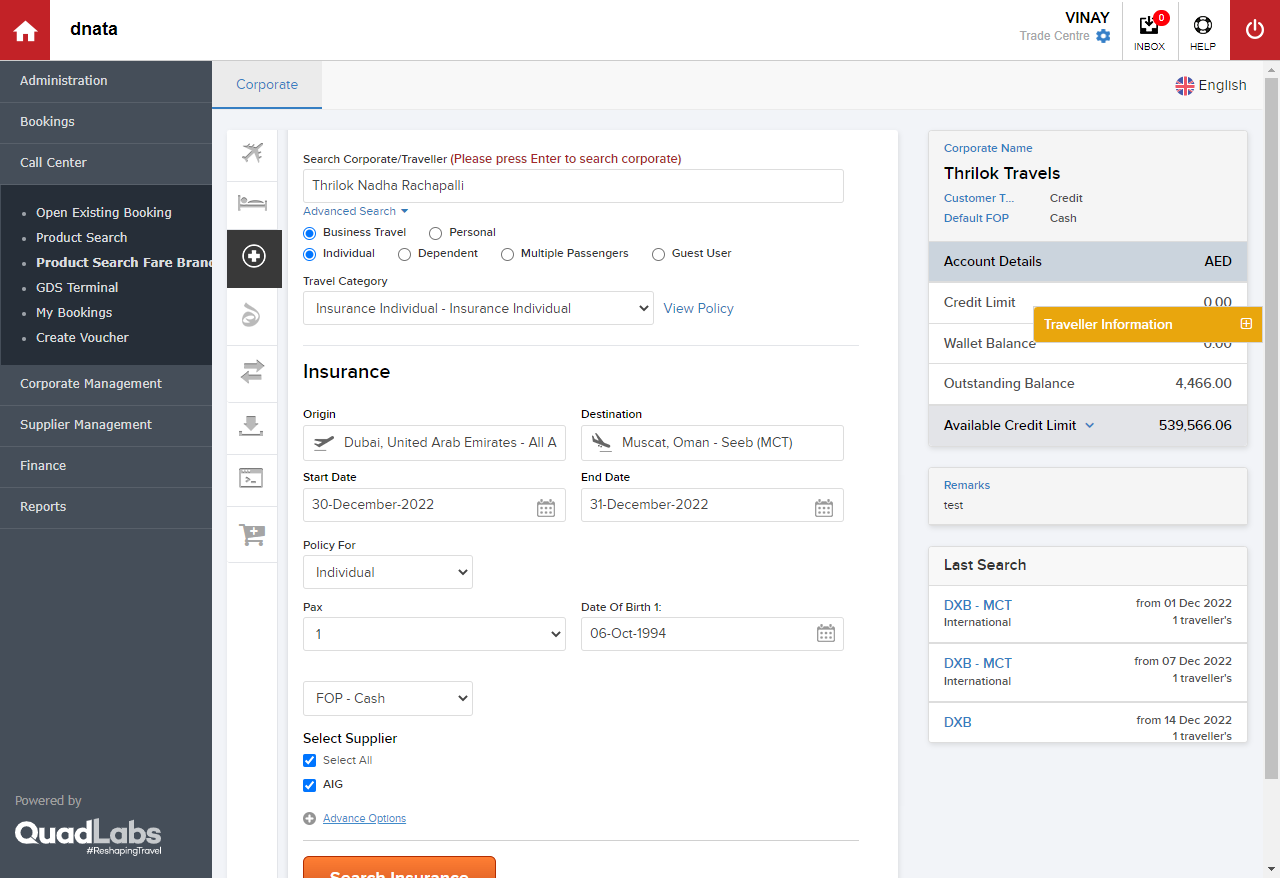 dnata
VINAY
Trade Centre
0
INBOX
HELP
Administration
Bookings
Call Center
Open Existing Booking
Product Search
Product Search Fare Bran
GDS Terminal
My Bookings
Create Voucher
Corporate Management
Supplier Management
Finance
Reports
Powered by
QuadLabs
#ReshapingTravel
Corporate
English
Search Corporate/Traveller (Please press Enter to search corporate)
Thrilok Nadha Rachapalli
Advanced Search
Business Travel Personal
Individual Dependent Multiple Passengers Guest User
Travel Category
Insurance Individual - Insurance Individual View Policy
Insurance
Origin Destination
Dubai, United Arab Emirates - All A Muscat, Oman - Seeb (MCT)
Start Date End Date
30-December-2022 31-December-2022
Policy For
Individual
Pax Date Of Birth 1:
1 06-Oct-1994
FOP - Cash
Select Supplier
Select All
AIG
Advance Options
Search Insurance
Corporate Name
Thrilok Travels
Customer T... Credit
Default FOP Cash
Account Details AED
Credit Limit 0.00
Traveller Information
Wallet Balance 0.00
Outstanding Balance 4,466.00
Available Credit Limit 539,566.06
Remarks
test
Last Search
DXB - MCT from 01 Dec 2022
International 1 traveller's
DXB - MCT from 07 Dec 2022
International 1 traveller's
DXB from 14 Dec 2022
1 traveller's